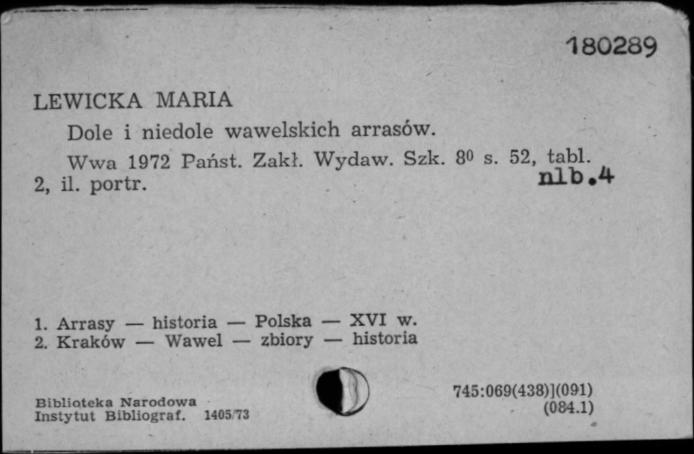 180289
LEWICKA MARIA
Dole i niedole wawelskich arrasów.
Wwa 1972 Państ. Zakł. Wydaw. Szk. 8⁰ s. 52, tabl.
2, il. portr. nlb.4
1. Arrasy — historia — Polska — XVI w.
2. Kraków — Wawel — zbiory — historia
745:069(438)](091)
(084.1)
Biblioteka Narodowa
Instytut Bibliograf. 1405/73